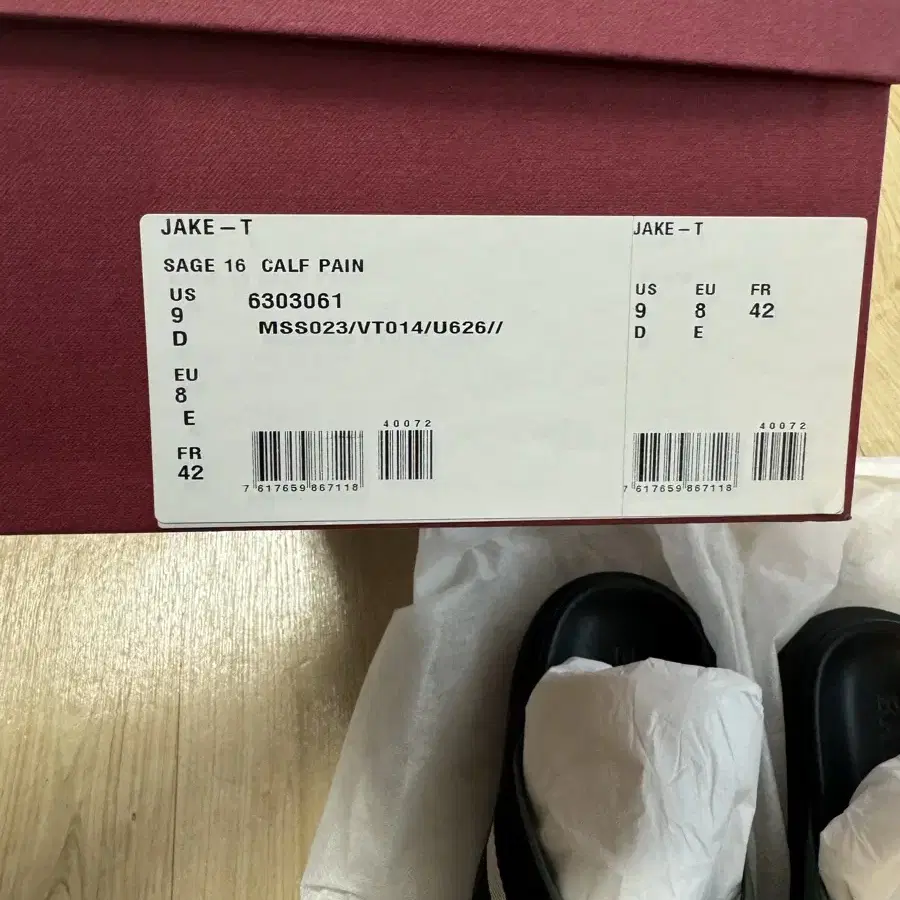 JAKE – T
SAGE 16 CALF PAIN
US
9
D
6303061
MSS023/VT014/U626//
EU
8
E
FR
42
40072
7 617659 867118
JAKE – T
US EU FR
9 8 42
D E
40072
7 617659 867118